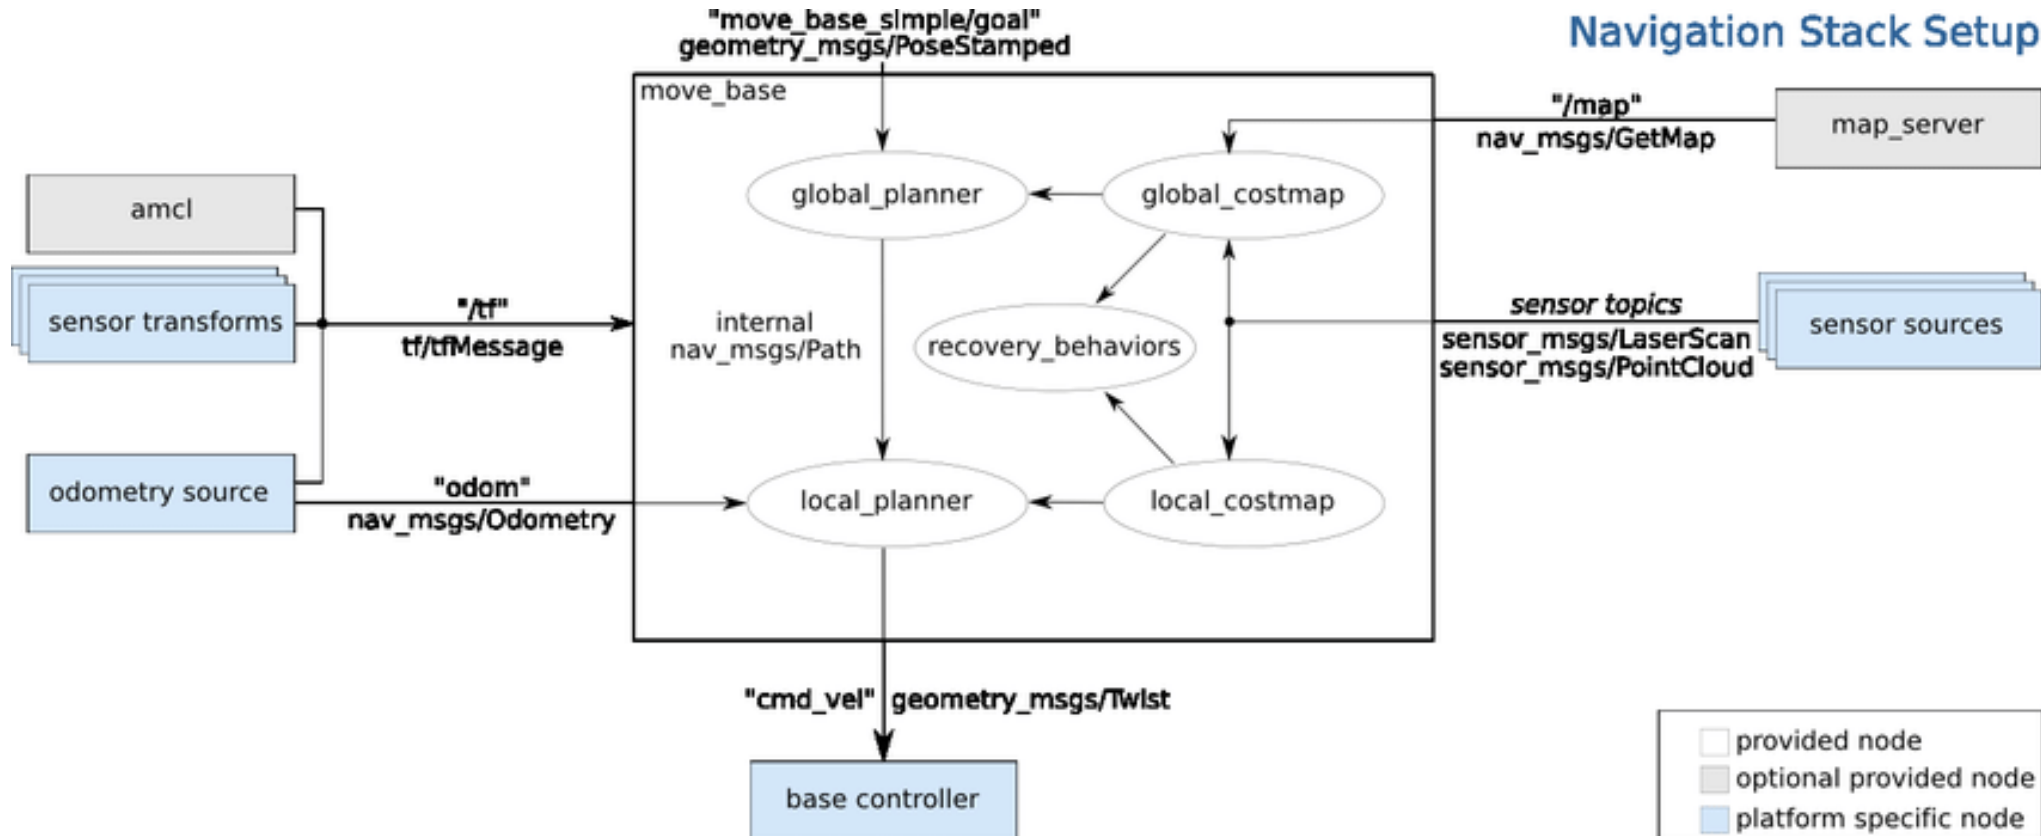 "move_base_simple/goal"
geometry_msgs/PoseStamped
Navigation Stack Setup
move_base
"/map"
nav_msgs/GetMap
map_server
global_planner
global_costmap
amcl
sensor transforms
"/tf"
tf/tfMessage
internal
nav_msgs/Path
recovery_behaviors
sensor topics
sensor_msgs/LaserScan
sensor_msgs/PointCloud
sensor sources
odometry source
"odom"
nav_msgs/Odometry
local_planner
local_costmap
"cmd_vel" geometry_msgs/Twist
base controller
provided node
optional provided node
platform specific node